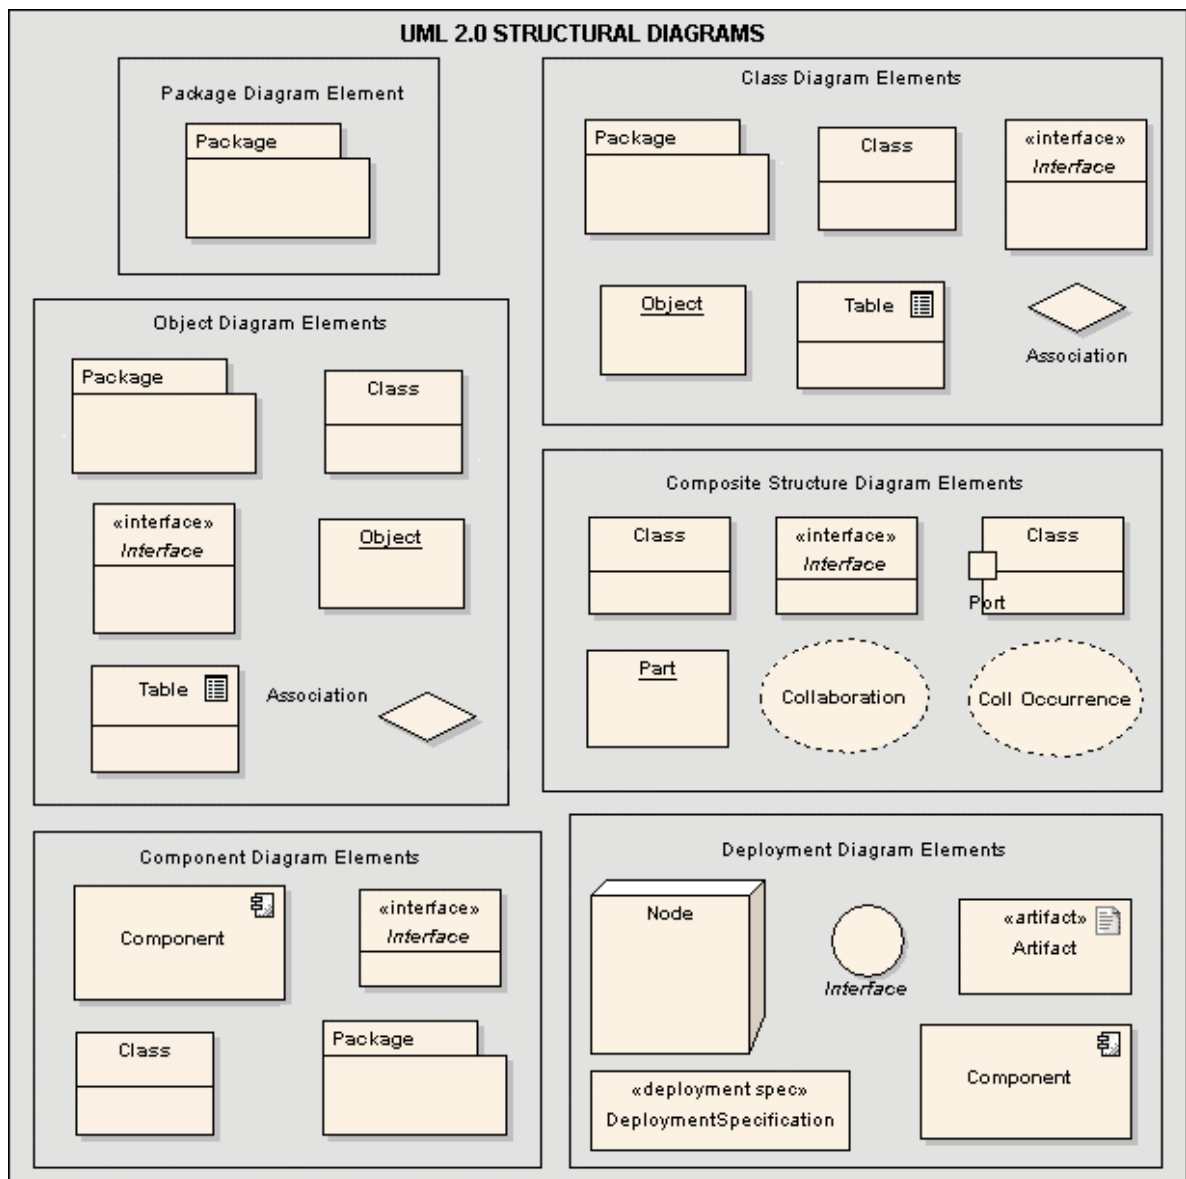 UML 2.0 STRUCTURAL DIAGRAMS
Package Diagram Element
Package
Class Diagram Elements
Package
Class
«interface»
Interface
Object
Table
Association
Object Diagram Elements
Package
Class
«interface»
Interface
Object
Table
Association
Composite Structure Diagram Elements
Class
«interface»
Interface
Class
Port
Part
Collaboration
Coll Occurrence
Component Diagram Elements
Component
«interface»
Interface
Class
Package
Deployment Diagram Elements
Node
Interface
«artifact»
Artifact
«deployment spec»
DeploymentSpecification
Component